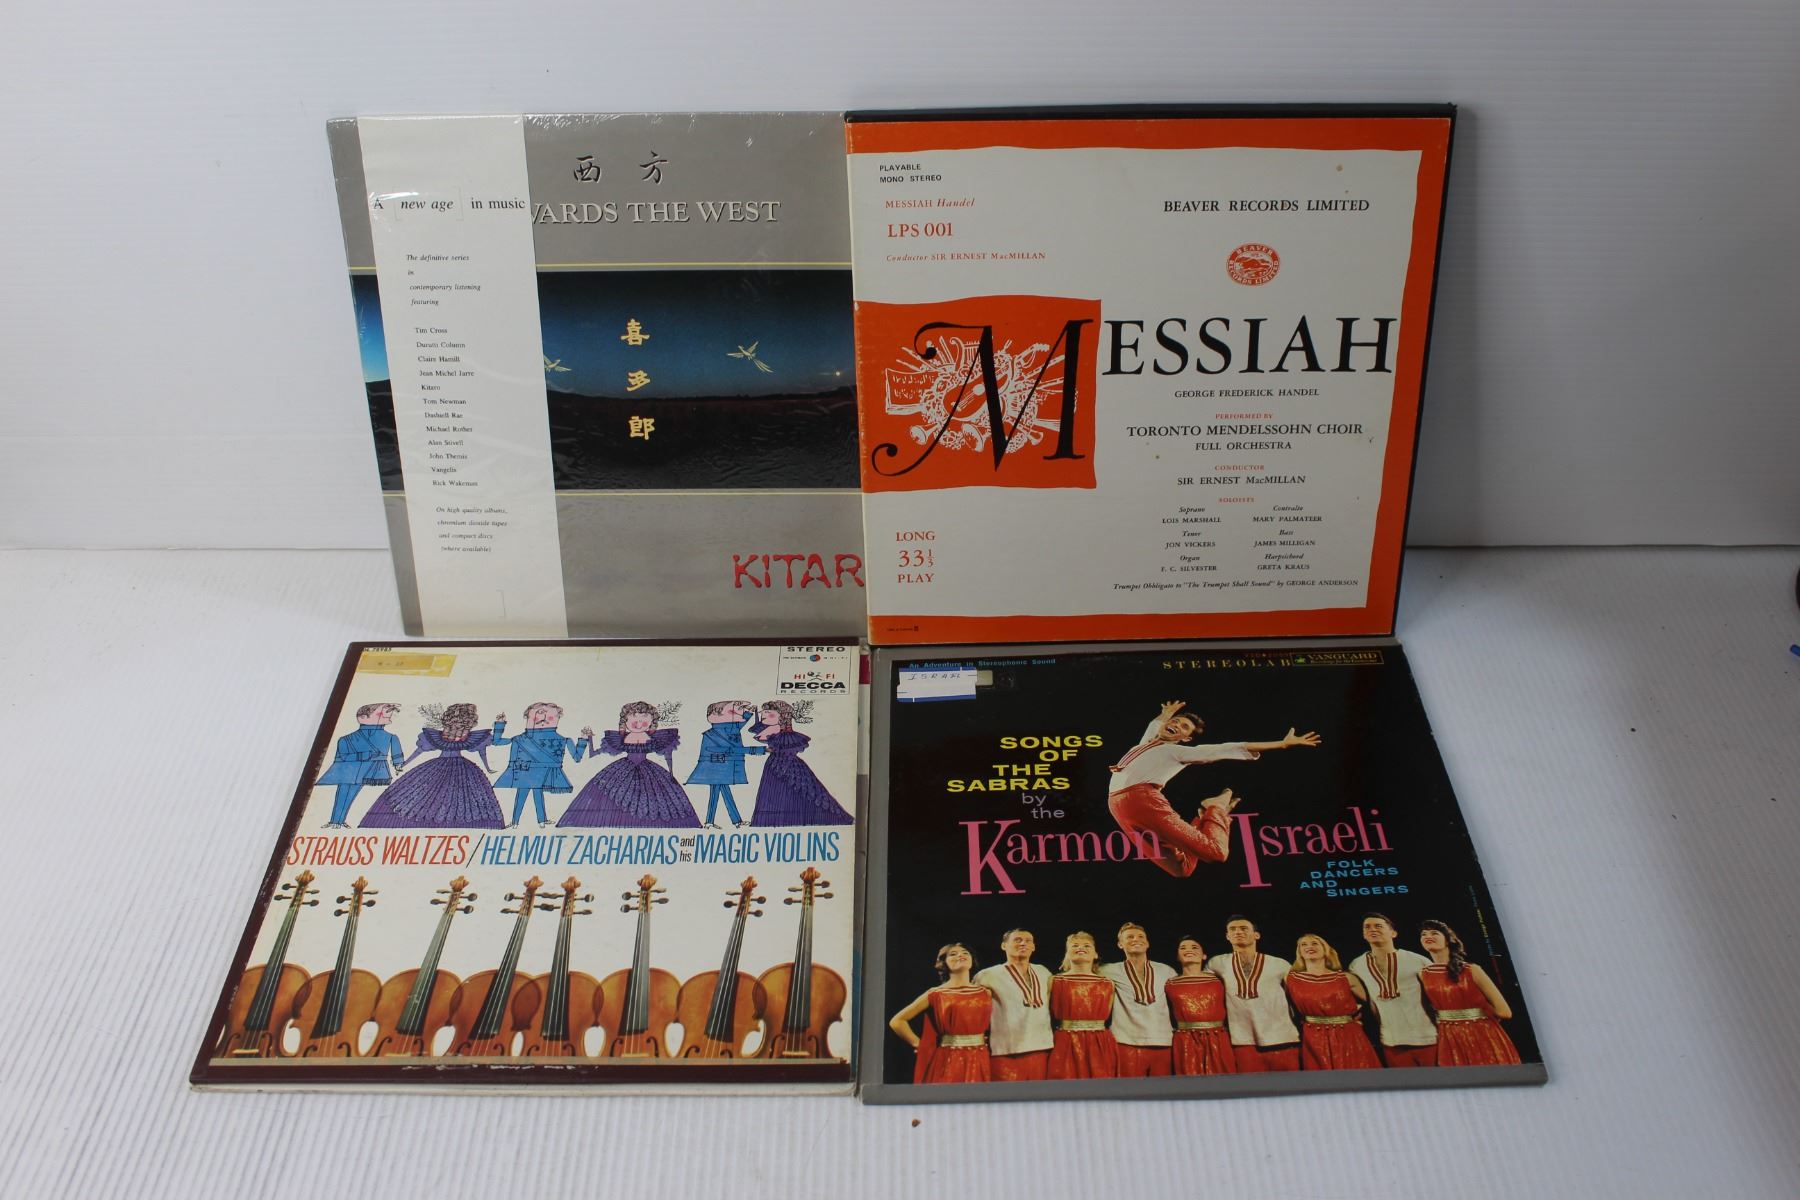 西 方
WARDS THE WEST
A [ new age ] in music
The definitive series
in
contemporary listening
featuring
Tim Cross
Durutti Column
Claire Hamill
Jean Michel Jarre
Kitaro
Tom Newman
Dashiell Rae
Michael Rother
Alan Stivell
John Themis
Vangelis
Rick Wakeman
On high quality albums,
chromium dioxide tapes
and compact discs
(where available)
喜
多
郎
KITAR
PLAYABLE
MONO STEREO
MESSIAH Handel
LPS 001
Conductor SIR ERNEST MacMILLAN
BEAVER RECORDS LIMITED
BEAVER
RECORDS LIMITED
MESSIAH
GEORGE FREDERICK HANDEL
PERFORMED BY
TORONTO MENDELSSOHN CHOIR
FULL ORCHESTRA
CONDUCTOR
SIR ERNEST MacMILLAN
SOLOISTS
Soprano Contralto
LOIS MARSHALL MARY PALMATEER
Tenor Bass
JON VICKERS JAMES MILLIGAN
Organ Harpsichord
F. C. SILVESTER GRETA KRAUS
Trumpet Obbligato to "The Trumpet Shall Sound" by GEORGE ANDERSON
LONG
33⅓
PLAY
STEREO
HI FI
DECCA
RECORDS
STRAUSS WALTZES/HELMUT ZACHARIAS and his MAGIC VIOLINS
An Adventure in Stereophonic Sound
STEREOLAB
VANGUARD
ISRAEL
SONGS
OF
THE
SABRAS
by
the
Karmon Israeli
FOLK
DANCERS
AND
SINGERS